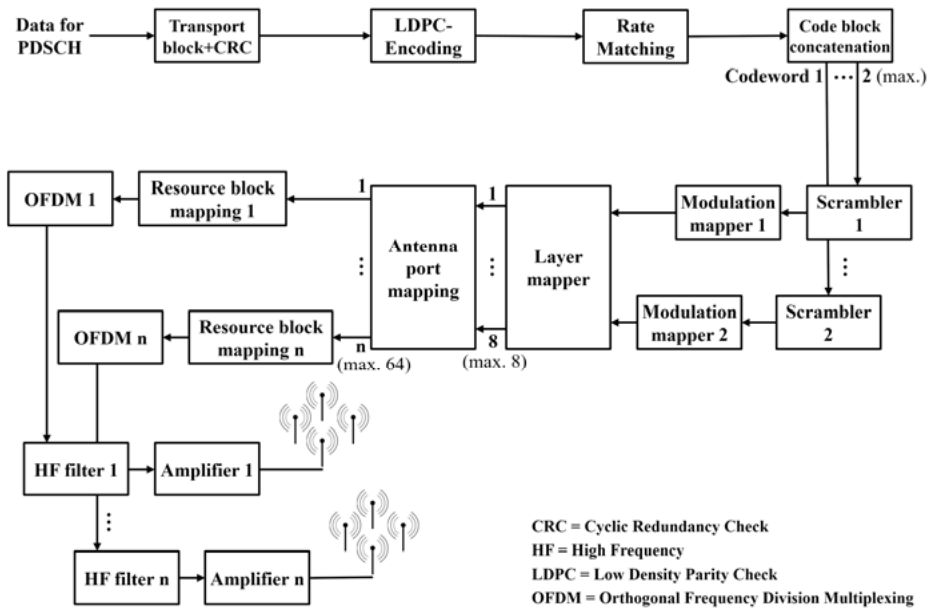 Data for
PDSCH
Transport
block+CRC
LDPC-
Encoding
Rate
Matching
Code block
concatenation
Codeword 1 ... 2 (max.)
OFDM 1
Resource block
mapping 1
1
Antenna
port
mapping
1
Layer
mapper
Modulation
mapper 1
Scrambler
1
...
...
...
OFDM n
Resource block
mapping n
n
(max. 64)
8
(max. 8)
Modulation
mapper 2
Scrambler
2
HF filter 1
Amplifier 1
...
HF filter n
Amplifier n
CRC = Cyclic Redundancy Check
HF = High Frequency
LDPC = Low Density Parity Check
OFDM = Orthogonal Frequency Division Multiplexing